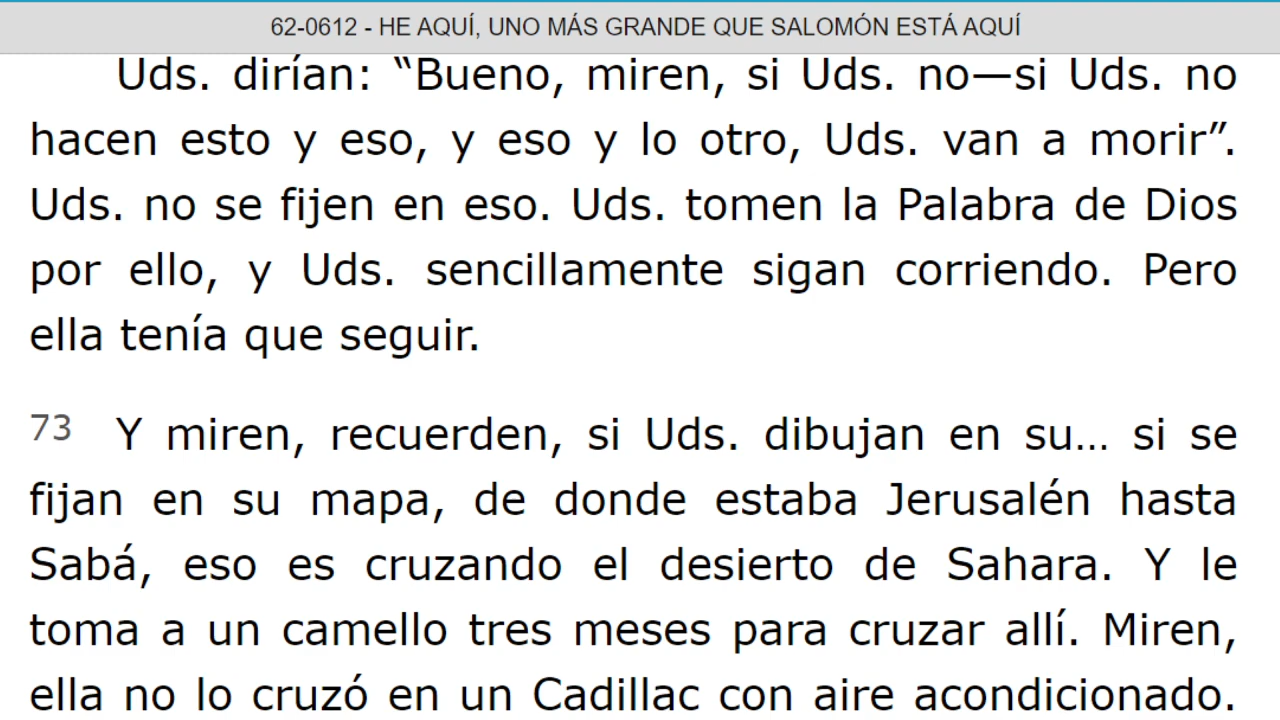 62-0612 - HE AQUÍ, UNO MÁS GRANDE QUE SALOMÓN ESTÁ AQUÍ
Uds. dirían: “Bueno, miren, si Uds. no—si Uds. no
hacen esto y eso, y eso y lo otro, Uds. van a morir”.
Uds. no se fijen en eso. Uds. tomen la Palabra de Dios
por ello, y Uds. sencillamente sigan corriendo. Pero
ella tenía que seguir.
73 Y miren, recuerden, si Uds. dibujan en su... si se
fijan en su mapa, de donde estaba Jerusalén hasta
Sabá, eso es cruzando el desierto de Sahara. Y le
toma a un camello tres meses para cruzar allí. Miren,
ella no lo cruzó en un Cadillac con aire acondicionado.